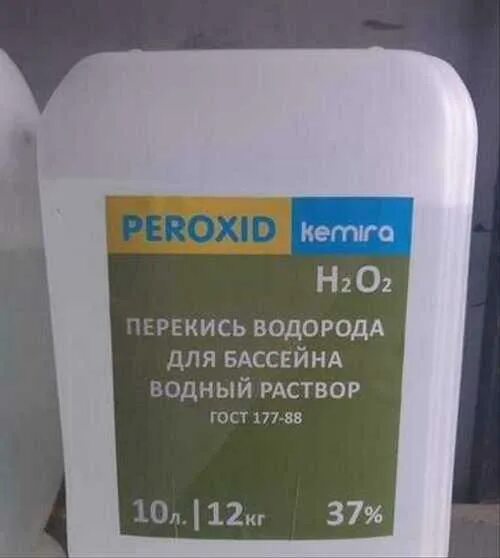 PEROXID kemira
H2O2
ПЕРЕКИСЬ ВОДОРОДА
ДЛЯ БАССЕЙНА
ВОДНЫЙ РАСТВОР
ГОСТ 177-88
10л. | 12кг 37%